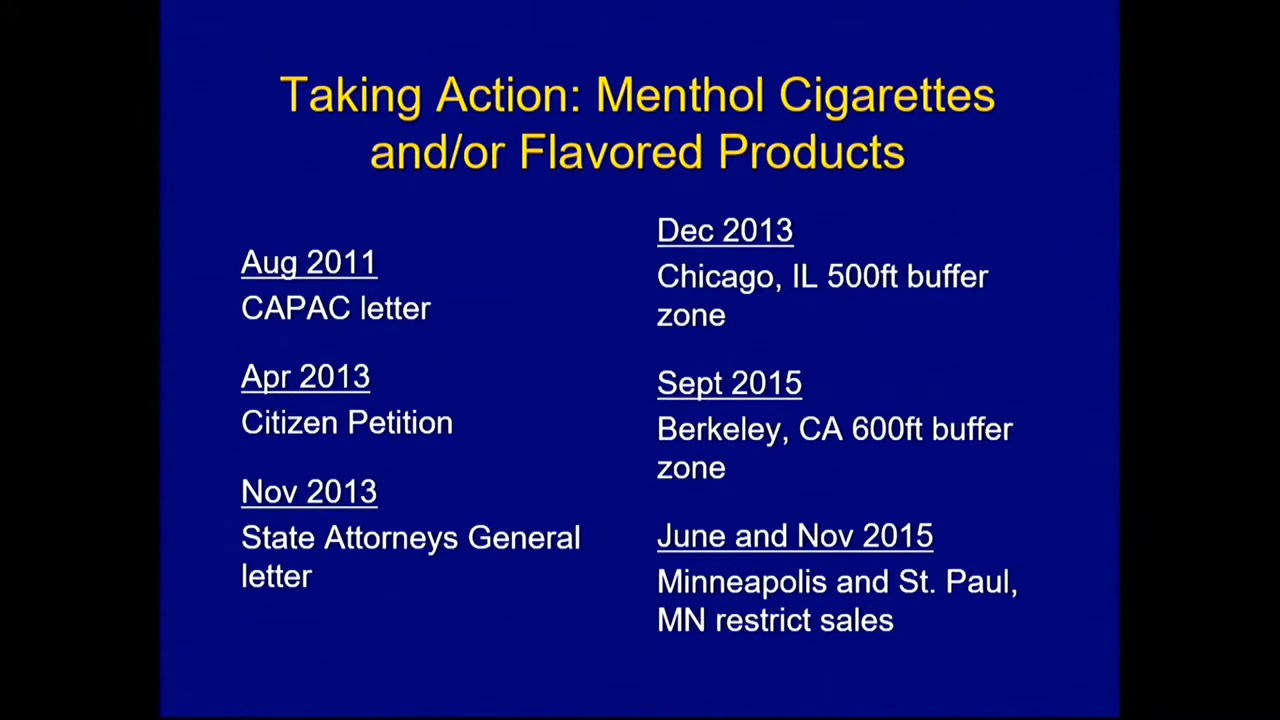 Taking Action: Menthol Cigarettes
and/or Flavored Products
Aug 2011
CAPAC letter
Apr 2013
Citizen Petition
Nov 2013
State Attorneys General
letter
Dec 2013
Chicago, IL 500ft buffer
zone
Sept 2015
Berkeley, CA 600ft buffer
zone
June and Nov 2015
Minneapolis and St. Paul,
MN restrict sales